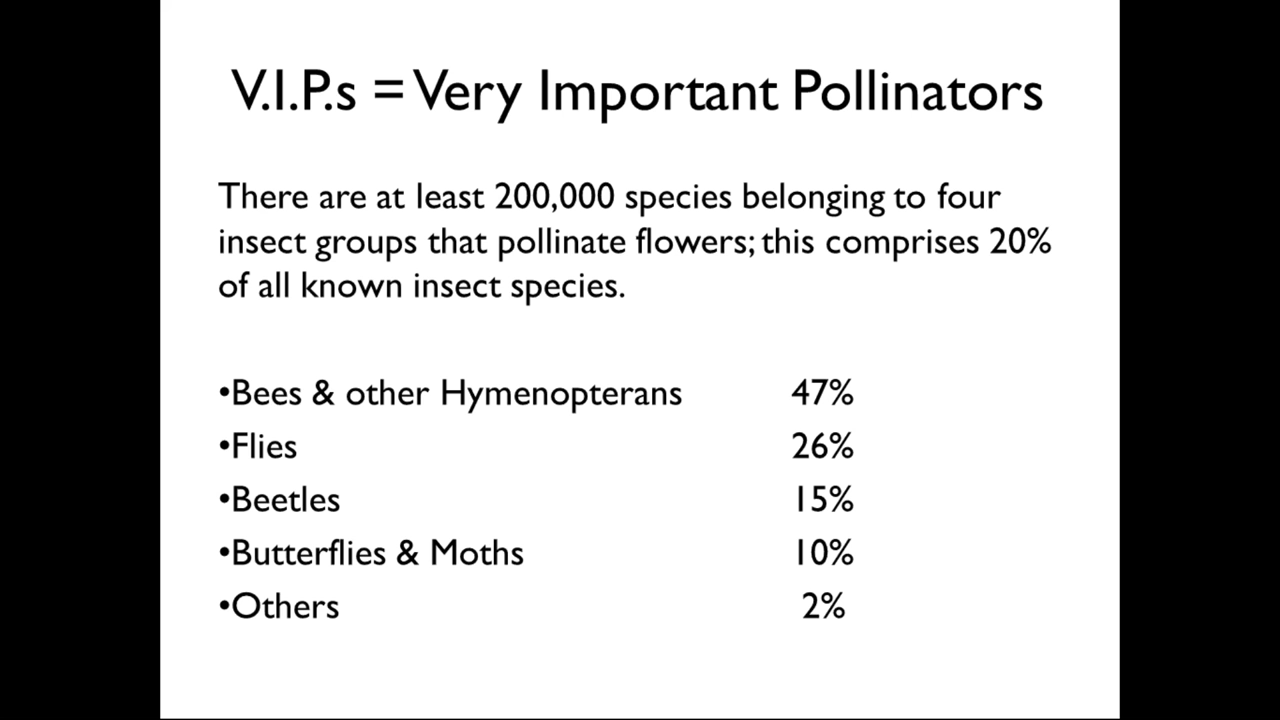 V.I.P.s = Very Important Pollinators
There are at least 200,000 species belonging to four
insect groups that pollinate flowers; this comprises 20%
of all known insect species.
•Bees & other Hymenopterans 47%
•Flies 26%
•Beetles 15%
•Butterflies & Moths 10%
•Others 2%